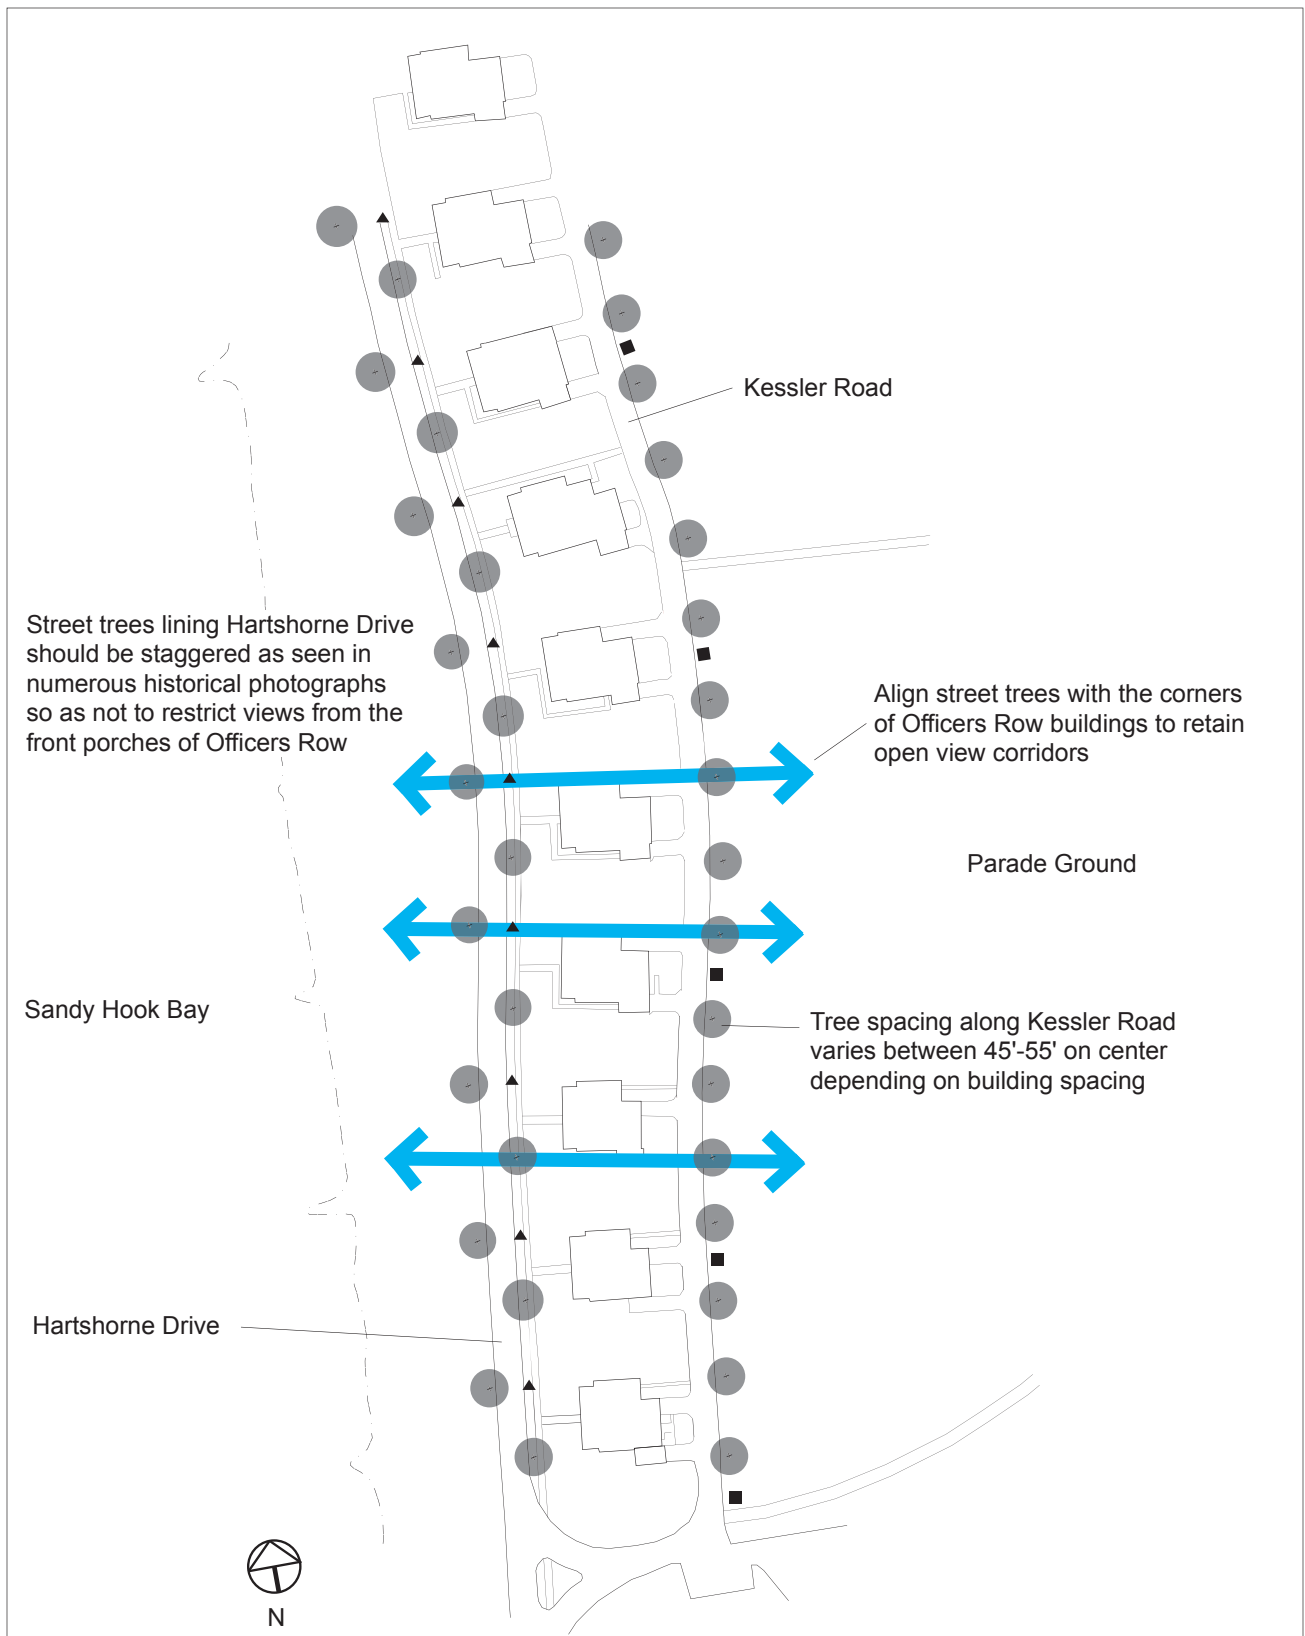 Kessler Road
Street trees lining Hartshorne Drive
should be staggered as seen in
numerous historical photographs
so as not to restrict views from the
front porches of Officers Row
Align street trees with the corners
of Officers Row buildings to retain
open view corridors
Parade Ground
Sandy Hook Bay
Tree spacing along Kessler Road
varies between 45'-55' on center
depending on building spacing
Hartshorne Drive
N